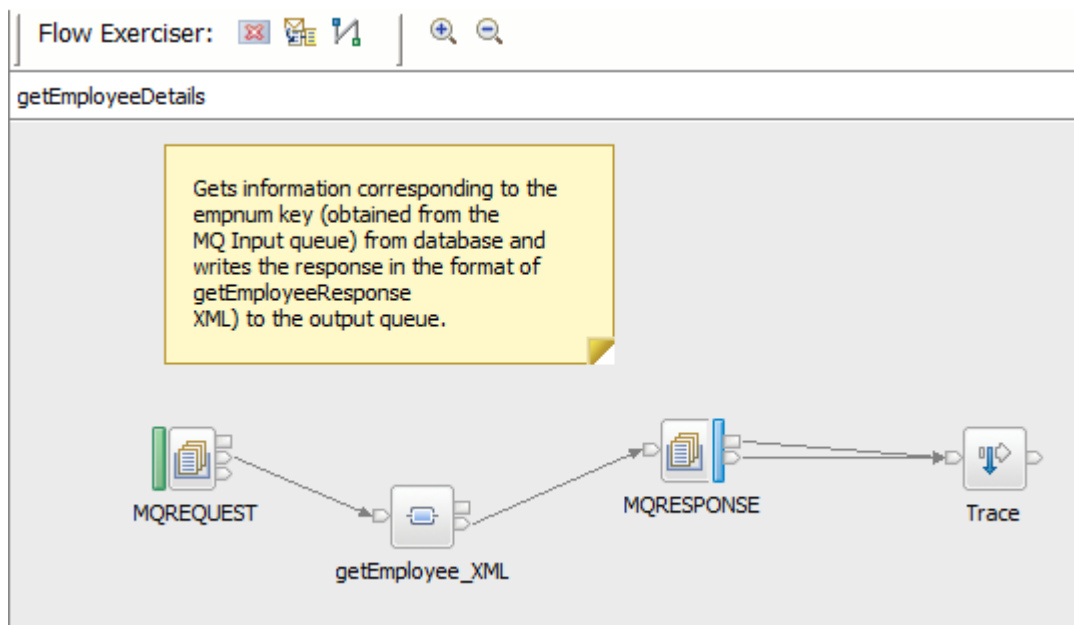 Flow Exerciser:
getEmployeeDetails
Gets information corresponding to the
empnum key (obtained from the
MQ Input queue) from database and
writes the response in the format of
getEmployeeResponse
XML) to the output queue.
MQREQUEST
getEmployee_XML
MQRESPONSE
Trace